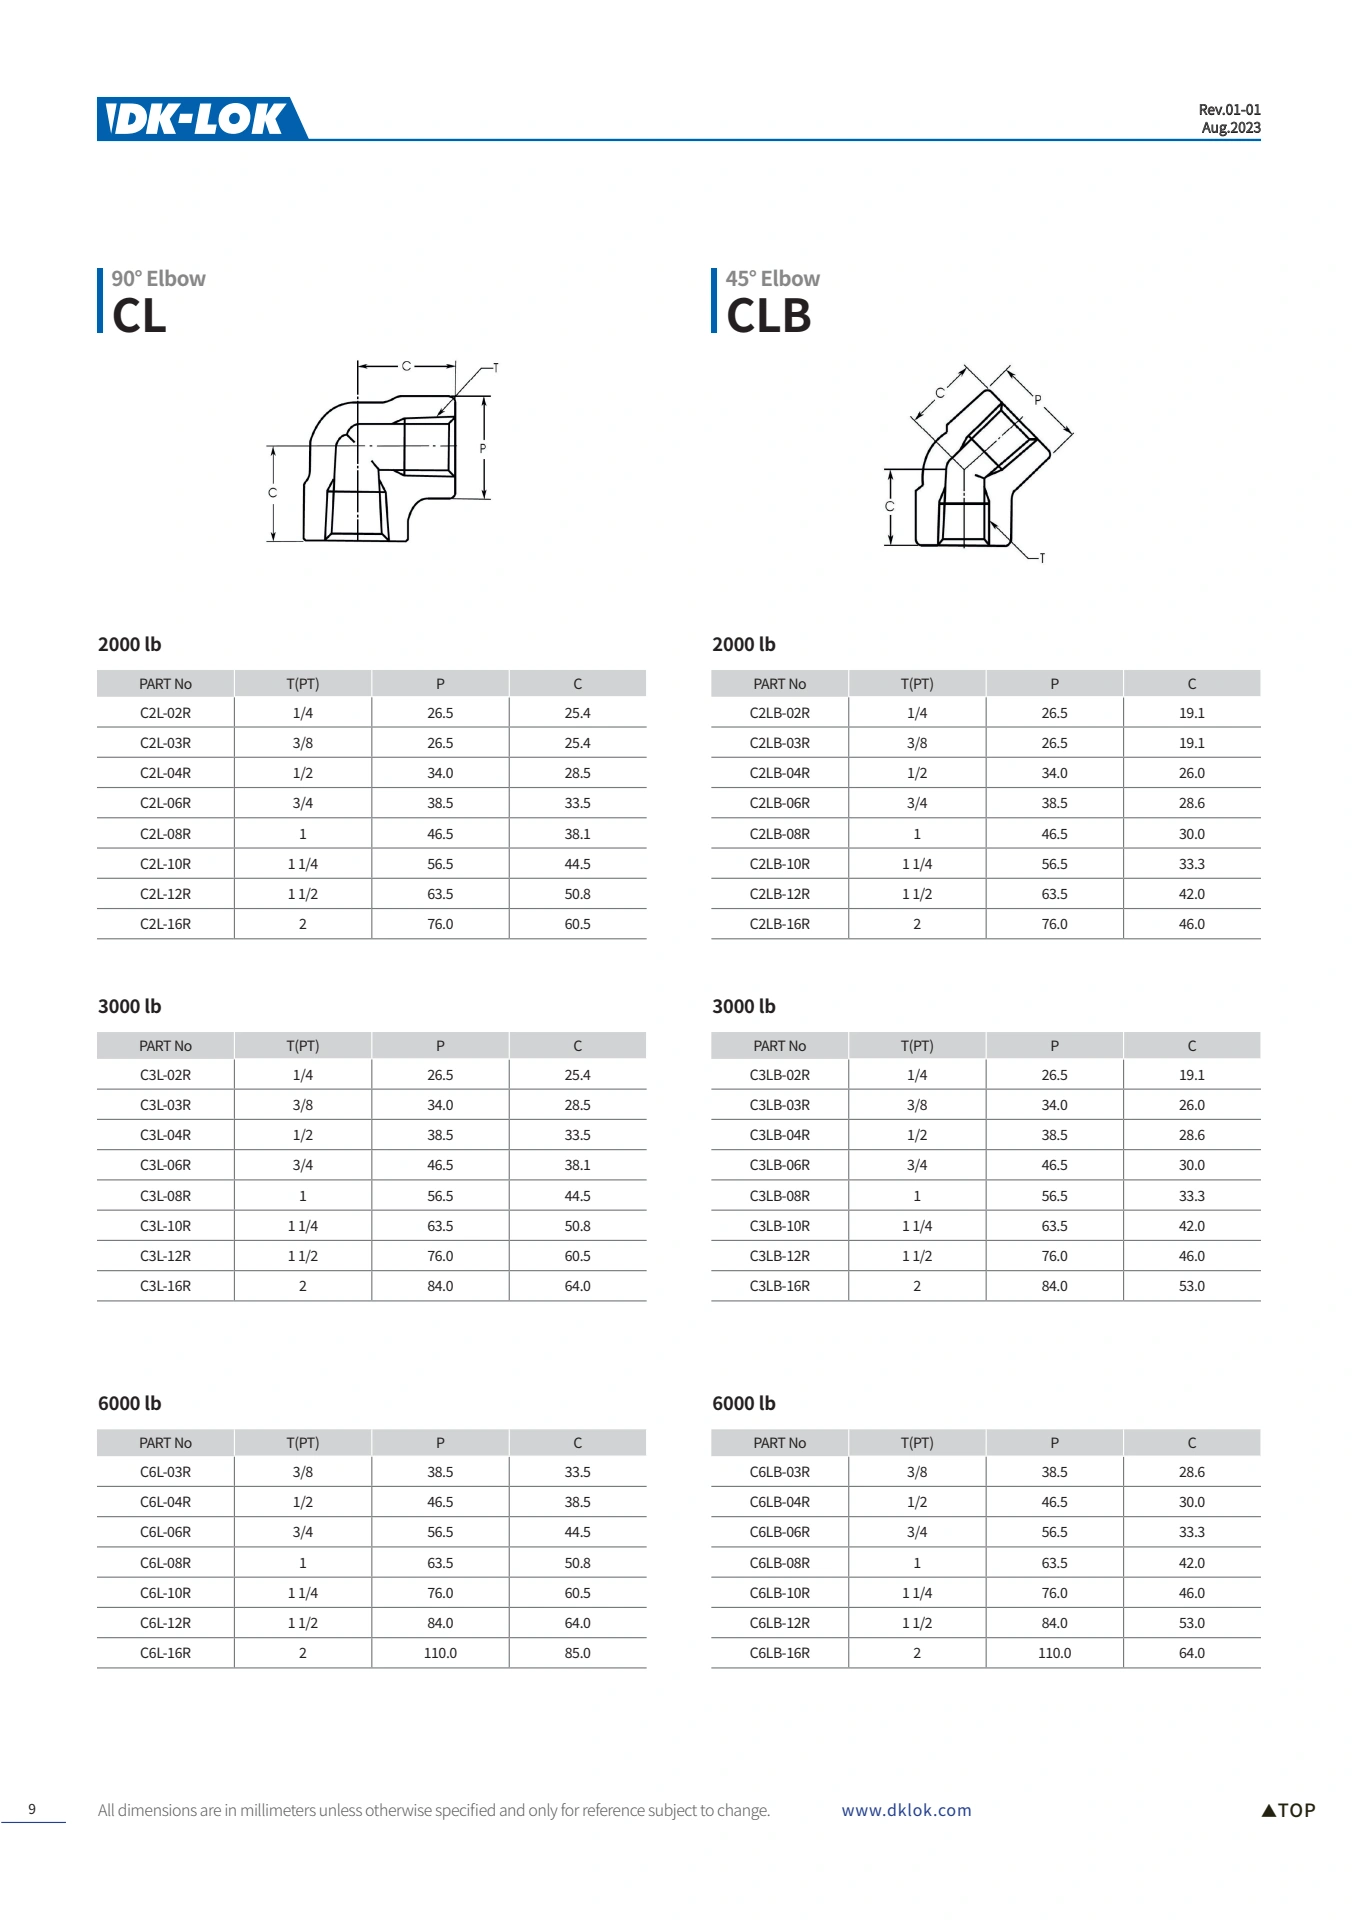 DK-LOK
Rev.01-01
Aug.2023
90° Elbow
CL
C
T
P
C
2000 lb
PART No T(PT) P C
C2L-02R 1/4 26.5 25.4
C2L-03R 3/8 26.5 25.4
C2L-04R 1/2 34.0 28.5
C2L-06R 3/4 38.5 33.5
C2L-08R 1 46.5 38.1
C2L-10R 1 1/4 56.5 44.5
C2L-12R 1 1/2 63.5 50.8
C2L-16R 2 76.0 60.5
3000 lb
PART No T(PT) P C
C3L-02R 1/4 26.5 25.4
C3L-03R 3/8 34.0 28.5
C3L-04R 1/2 38.5 33.5
C3L-06R 3/4 46.5 38.1
C3L-08R 1 56.5 44.5
C3L-10R 1 1/4 63.5 50.8
C3L-12R 1 1/2 76.0 60.5
C3L-16R 2 84.0 64.0
6000 lb
PART No T(PT) P C
C6L-03R 3/8 38.5 33.5
C6L-04R 1/2 46.5 38.5
C6L-06R 3/4 56.5 44.5
C6L-08R 1 63.5 50.8
C6L-10R 1 1/4 76.0 60.5
C6L-12R 1 1/2 84.0 64.0
C6L-16R 2 110.0 85.0
45° Elbow
CLB
C
P
C
T
2000 lb
PART No T(PT) P C
C2LB-02R 1/4 26.5 19.1
C2LB-03R 3/8 26.5 19.1
C2LB-04R 1/2 34.0 26.0
C2LB-06R 3/4 38.5 28.6
C2LB-08R 1 46.5 30.0
C2LB-10R 1 1/4 56.5 33.3
C2LB-12R 1 1/2 63.5 42.0
C2LB-16R 2 76.0 46.0
3000 lb
PART No T(PT) P C
C3LB-02R 1/4 26.5 19.1
C3LB-03R 3/8 34.0 26.0
C3LB-04R 1/2 38.5 28.6
C3LB-06R 3/4 46.5 30.0
C3LB-08R 1 56.5 33.3
C3LB-10R 1 1/4 63.5 42.0
C3LB-12R 1 1/2 76.0 46.0
C3LB-16R 2 84.0 53.0
6000 lb
PART No T(PT) P C
C6LB-03R 3/8 38.5 28.6
C6LB-04R 1/2 46.5 30.0
C6LB-06R 3/4 56.5 33.3
C6LB-08R 1 63.5 42.0
C6LB-10R 1 1/4 76.0 46.0
C6LB-12R 1 1/2 84.0 53.0
C6LB-16R 2 110.0 64.0
9
All dimensions are in millimeters unless otherwise specified and only for reference subject to change.
www.dklok.com
▲TOP